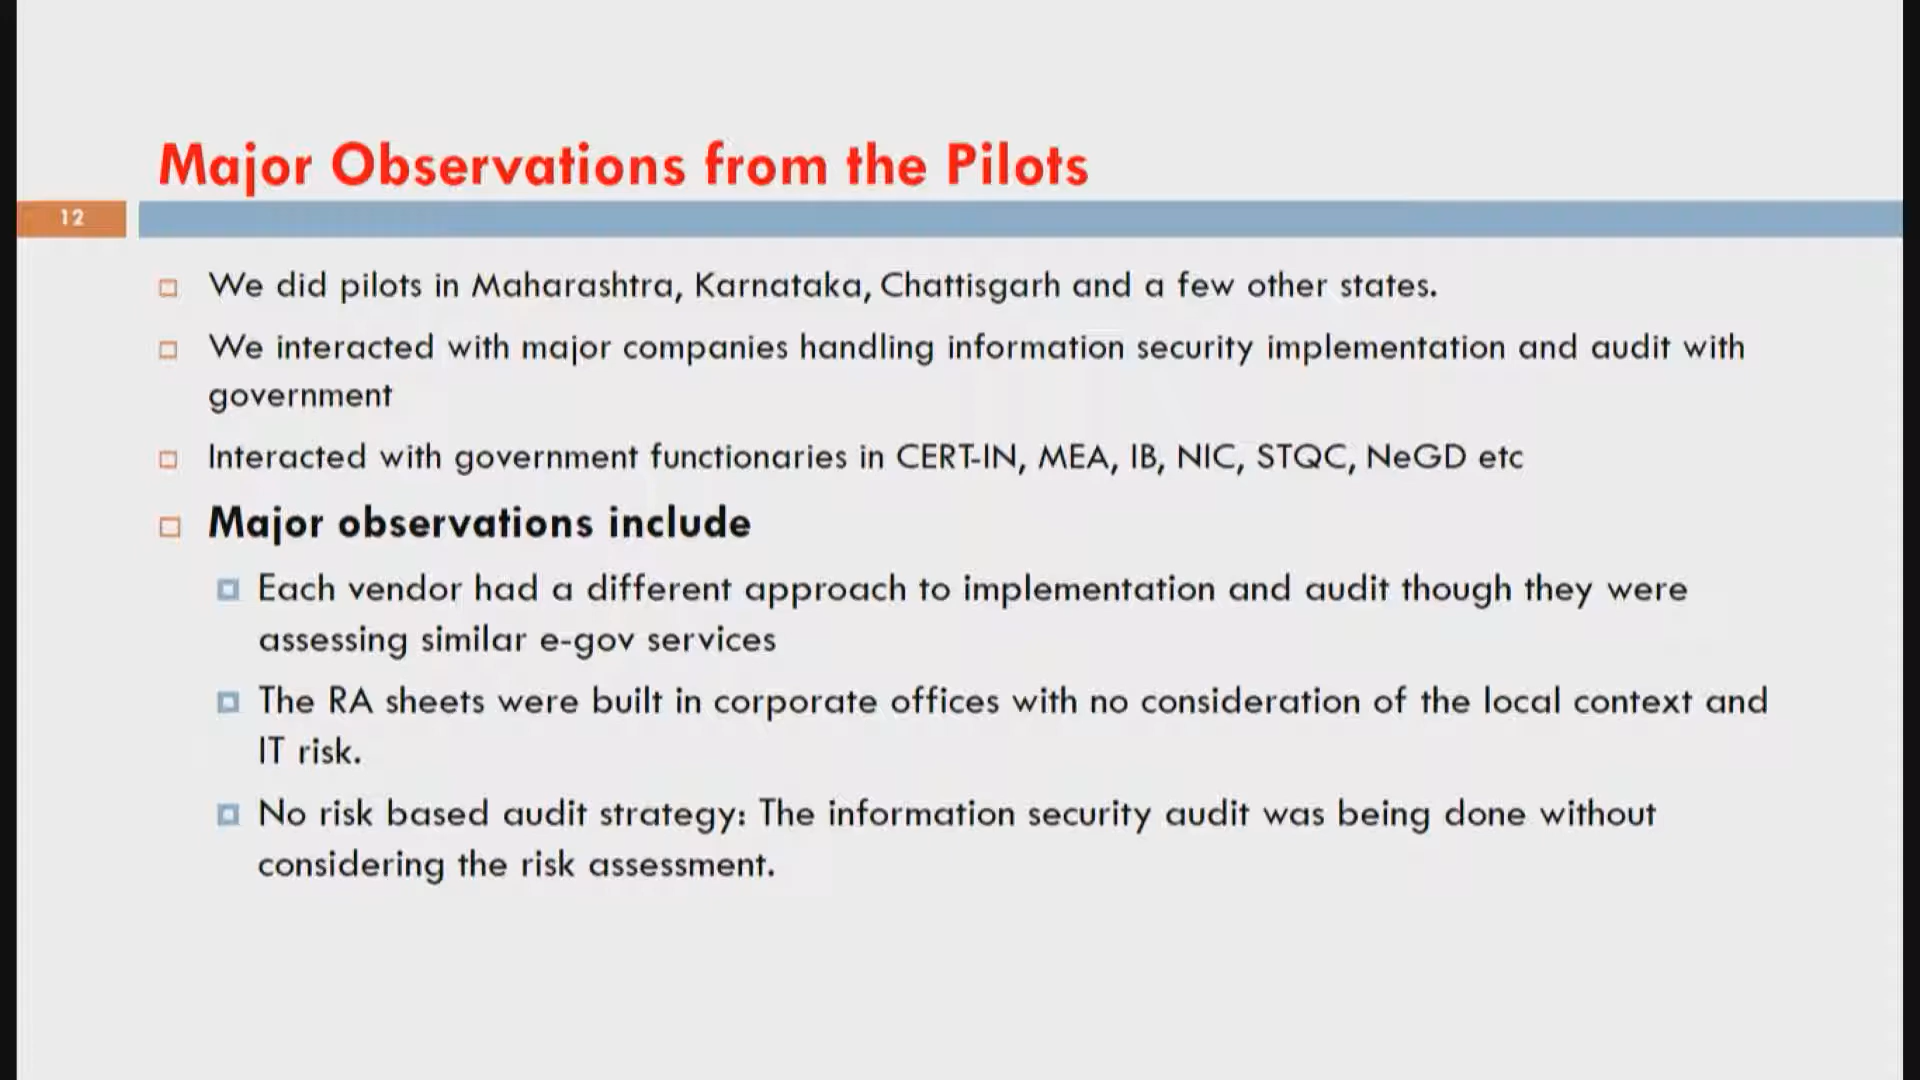 Major Observations from the Pilots
12
We did pilots in Maharashtra, Karnataka, Chattisgarh and a few other states.
We interacted with major companies handling information security implementation and audit with
government
Interacted with government functionaries in CERT-IN, MEA, IB, NIC, STQC, NeGD etc
Major observations include
Each vendor had a different approach to implementation and audit though they were
assessing similar e-gov services
The RA sheets were built in corporate offices with no consideration of the local context and
IT risk.
No risk based audit strategy: The information security audit was being done without
considering the risk assessment.